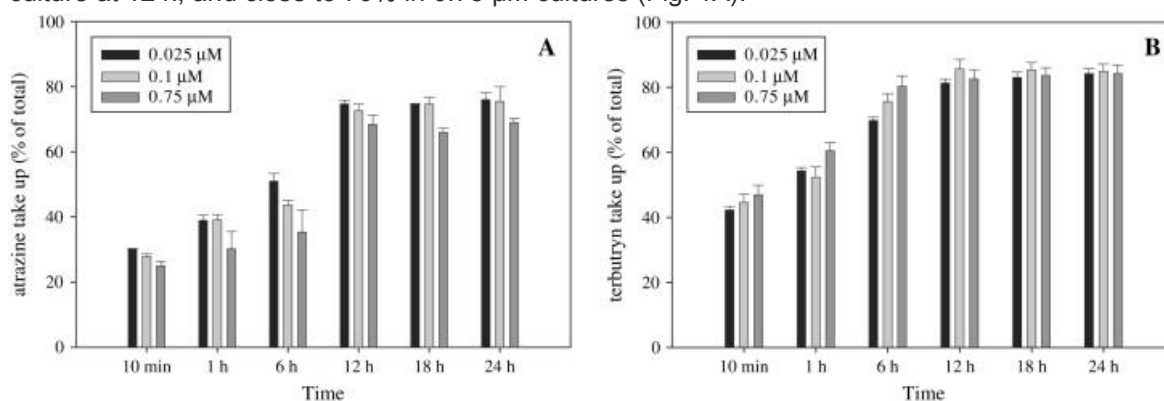 culture at 12 h, and close to 70% in 0.75 µM cultures
A
0.025 µM
0.1 µM
0.75 µM
100
80
60
40
20
0
atrazine take up (% of total)
10 min 1 h 6 h 12 h 18 h 24 h
Time
B
0.025 µM
0.1 µM
0.75 µM
100
80
60
40
20
0
terbutryn take up (% of total)
10 min 1 h 6 h 12 h 18 h 24 h
Time